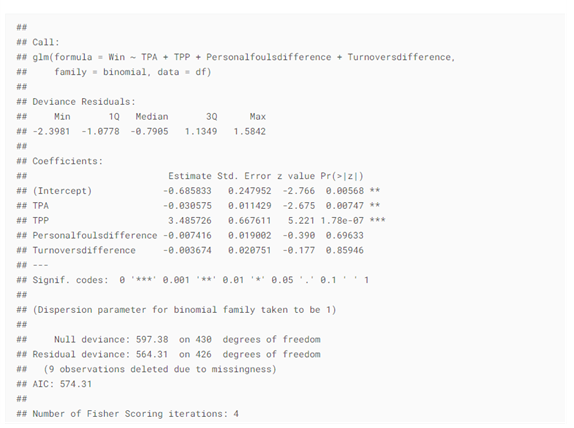 ##
## Call:
## glm(formula = Win ~ TPA + TPP + Personalfoulsdifference + Turnoversdifference,
##     family = binomial, data = df)
##
## Deviance Residuals:
##     Min       1Q   Median       3Q      Max
## -2.3981  -1.0778  -0.7905   1.1349   1.5842
##
## Coefficients:
##                          Estimate Std. Error z value Pr(>|z|)
## (Intercept)             -0.685833   0.247952  -2.766  0.00568 **
## TPA                     -0.030575   0.011429  -2.675  0.00747 **
## TPP                      3.485726   0.667611   5.221 1.78e-07 ***
## Personalfoulsdifference -0.007416   0.019002  -0.390  0.69633
## Turnoversdifference     -0.003674   0.020751  -0.177  0.85946
## ---
## Signif. codes:  0 '***' 0.001 '**' 0.01 '*' 0.05 '.' 0.1 ' ' 1
##
## (Dispersion parameter for binomial family taken to be 1)
##
##     Null deviance: 597.38  on 430  degrees of freedom
## Residual deviance: 564.31  on 426  degrees of freedom
##   (9 observations deleted due to missingness)
## AIC: 574.31
##
## Number of Fisher Scoring iterations: 4